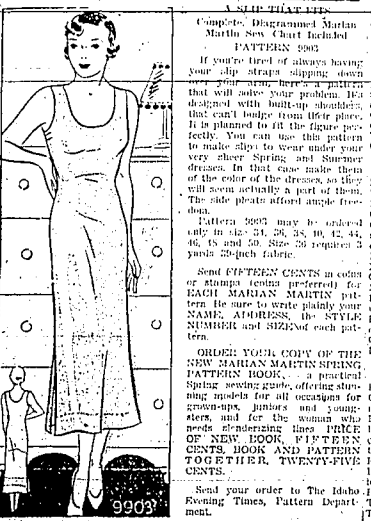 A SLIP THAT FITS
Complete, Diagrammed Marian
Martin Sew Chart Included
PATTERN 9903
If you're tired of always having
your slip straps slipping down
over your arm, here's a pattern
that will solve your problem. It's
designed with built-up shoulders,
that can't budge from their place.
It is planned to fit the figure per-
fectly. You can use this pattern
to make slips to wear under your
very sheer Spring and Summer
dresses. In that case make them
of the color of the dresses, so they
will seem actually a part of them.
The side pleats afford ample free-
dom.
Pattern 9903 may be ordered
only in size 34, 36, 38, 40, 42, 44,
46, 48 and 50. Size 36 requires 3
yards 39-inch fabric.
Send FIFTEEN CENTS in coins
or stamps (coins preferred) for
EACH MARIAN MARTIN pat-
tern. Be sure to write plainly your
NAME, ADDRESS, the STYLE
NUMBER and SIZE of each pat-
tern.
ORDER YOUR COPY OF THE
NEW MARIAN MARTIN SPRING
PATTERN BOOK, a practical
Spring sewing guide, offering stun-
ning models for all occasions for
grown-ups, juniors and young-
sters, and for the woman who
needs slenderizing lines PRICE
OF NEW BOOK, FIFTEEN
CENTS. BOOK AND PATTERN
TOGETHER, TWENTY-FIVE
CENTS.
Send your order to The Idaho
Evening Times, Pattern Depart-
ment.
9903